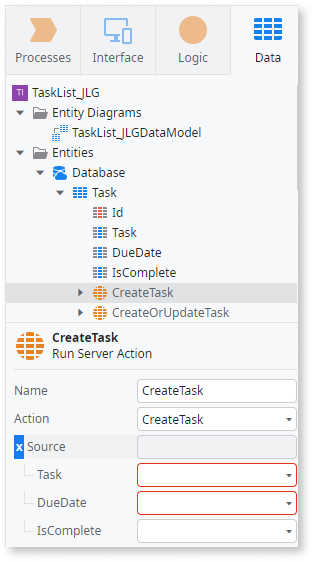 Processes
Interface
Logic
Data
TI TaskList_JLG
Entity Diagrams
TaskList_JLGDataModel
Entities
Database
Task
Id
Task
DueDate
IsComplete
CreateTask
CreateOrUpdateTask
CreateTask
Run Server Action
Name CreateTask
Action CreateTask
x Source
Task
DueDate
IsComplete